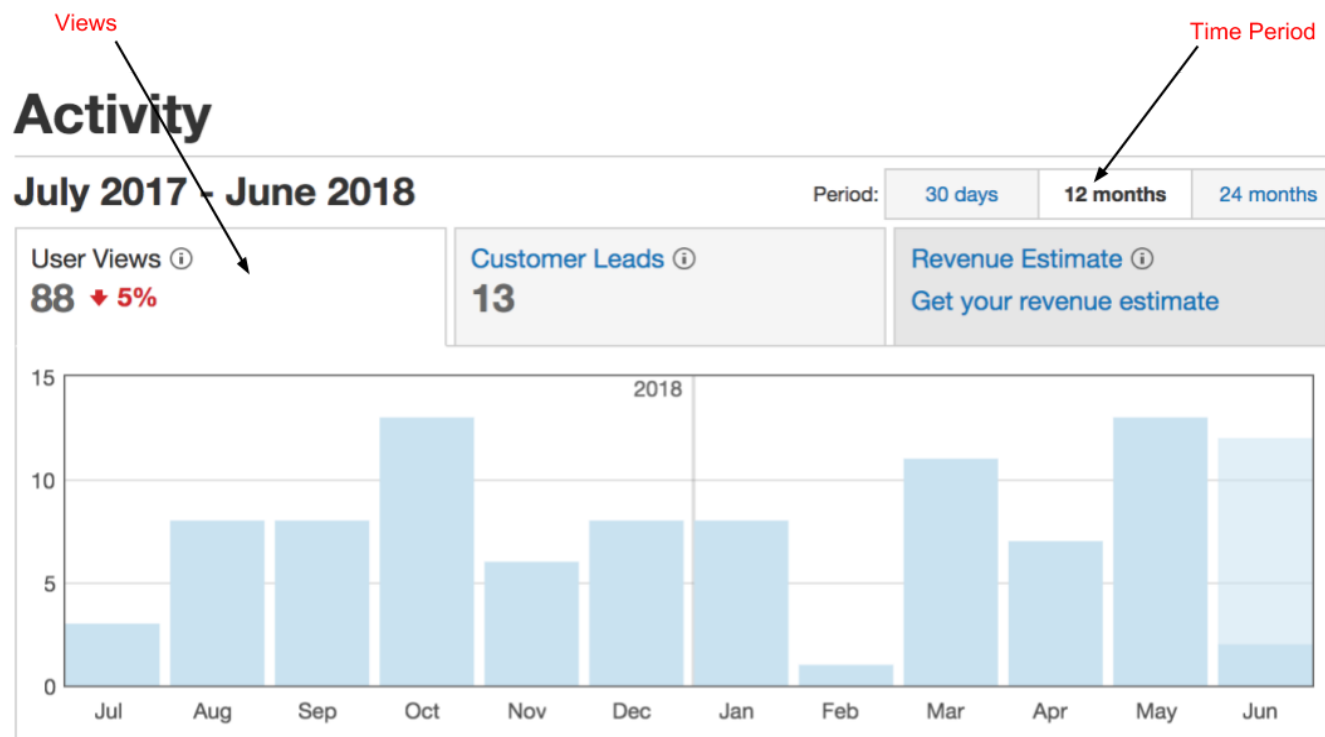 Views
Time Period
Activity
July 2017 - June 2018
Period: 30 days 12 months 24 months
User Views
88 5%
Customer Leads
13
Revenue Estimate
Get your revenue estimate
15
2018
10
5
0
Jul Aug Sep Oct Nov Dec Jan Feb Mar Apr May Jun